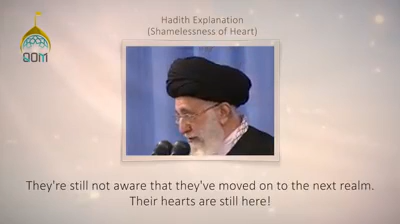 Hadith Explanation
(Shamelessness of Heart)
QOM
They're still not aware that they've moved on to the next realm.
Their hearts are still here!